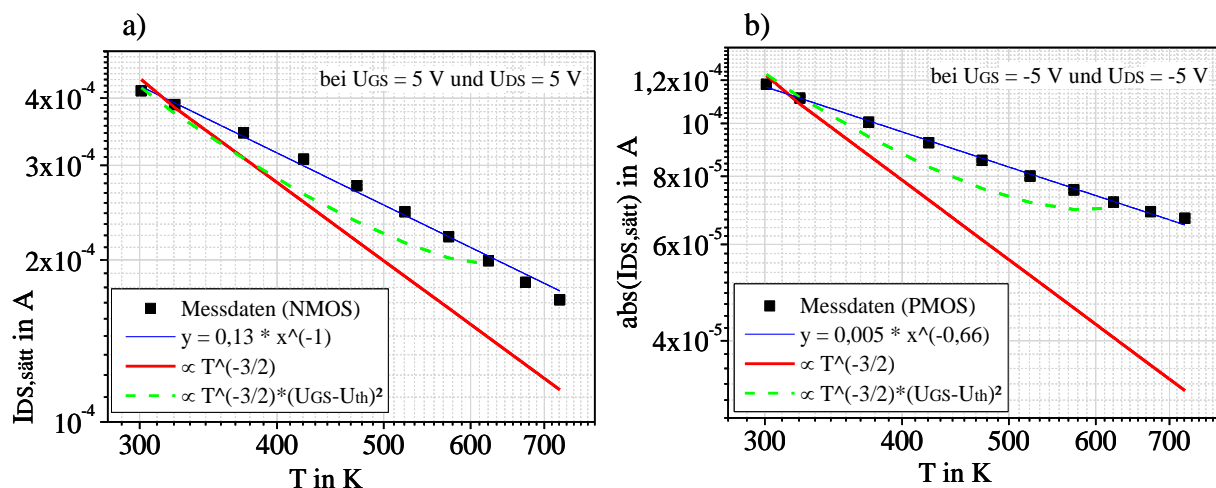 a)
bei UGS = 5 V und UDS = 5 V
4x10⁻⁴
3x10⁻⁴
2x10⁻⁴
10⁻⁴
IDS,sätt in A
Messdaten (NMOS)
y = 0,13 * x^(-1)
∝ T^(-3/2)
∝ T^(-3/2)*(UGS-Uth)²
300 400 500 600 700
T in K
b)
bei UGS = -5 V und UDS = -5 V
1,2x10⁻⁴
10⁻⁴
8x10⁻⁵
6x10⁻⁵
4x10⁻⁵
abs(IDS,sätt) in A
Messdaten (PMOS)
y = 0,005 * x^(-0,66)
∝ T^(-3/2)
∝ T^(-3/2)*(UGS-Uth)²
300 400 500 600 700
T in K